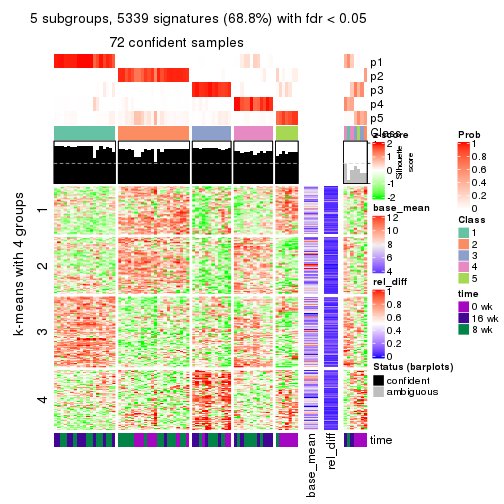 5 subgroups, 5339 signatures (68.8%) with fdr < 0.05
72 confident samples
p1
p2
p3
p4
p5
Class
z-score
2
1
0
-1
-2
Silhouette
score
k-means with 4 groups
1
2
3
4
base_mean
12
10
8
6
4
rel_diff
1
0.8
0.6
0.4
0.2
0
Status (barplots)
confident
ambiguous
Prob
1
0.8
0.6
0.4
0.2
0
Class
1
2
3
4
5
time
0 wk
16 wk
8 wk
time
base_mean
rel_diff